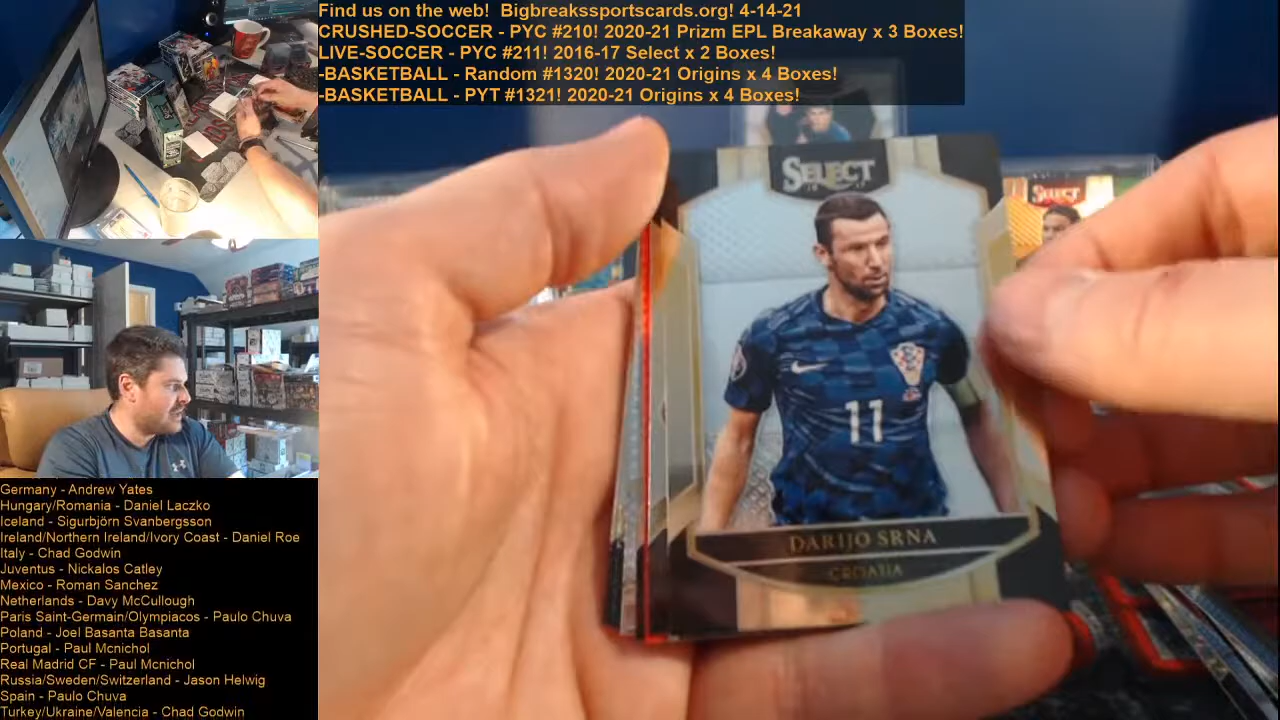 Find us on the web! Bigbreakssportscards.org! 4-14-21
CRUSHED-SOCCER - PYC #210! 2020-21 Prizm EPL Breakaway x 3 Boxes!
LIVE-SOCCER - PYC #211! 2016-17 Select x 2 Boxes!
-BASKETBALL - Random #1320! 2020-21 Origins x 4 Boxes!
-BASKETBALL - PYT #1321! 2020-21 Origins x 4 Boxes!
SELECT
SELECT
11
DARIJO SRNA
CROATIA
Germany - Andrew Yates
Hungary/Romania - Daniel Laczko
Iceland - Sigurbjörn Svanbergsson
Ireland/Northern Ireland/Ivory Coast - Daniel Roe
Italy - Chad Godwin
Juventus - Nickalos Catley
Mexico - Roman Sanchez
Netherlands - Davy McCullough
Paris Saint-Germain/Olympiacos - Paulo Chuva
Poland - Joel Basanta Basanta
Portugal - Paul Mcnichol
Real Madrid CF - Paul Mcnichol
Russia/Sweden/Switzerland - Jason Helwig
Spain - Paulo Chuva
Turkey/Ukraine/Valencia - Chad Godwin